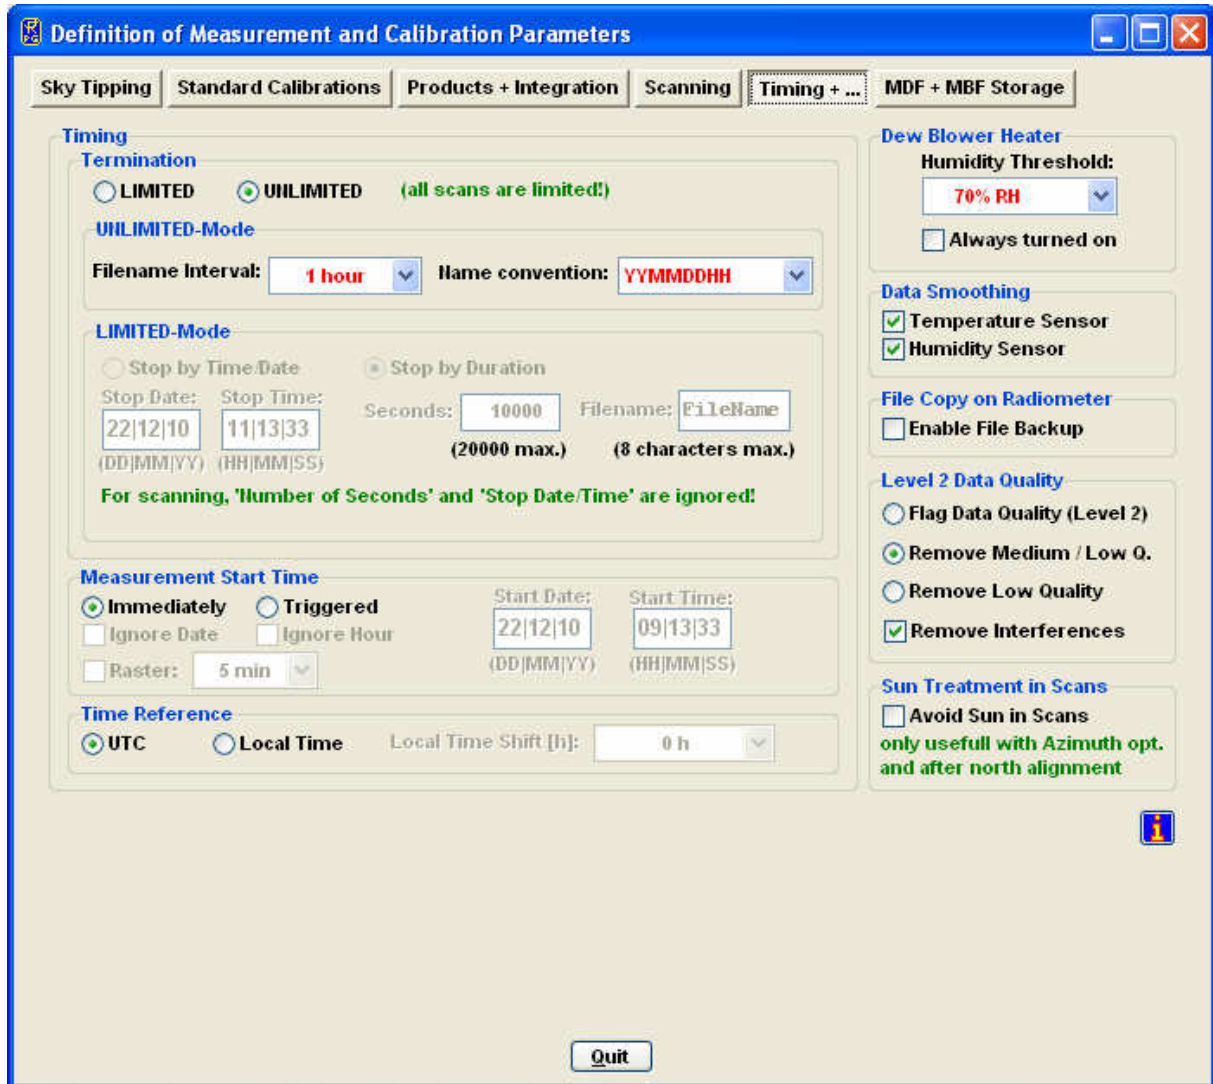 Definition of Measurement and Calibration Parameters
Sky Tipping Standard Calibrations Products + Integration Scanning Timing + ... MDF + MBF Storage
Timing
Termination
LIMITED UNLIMITED (all scans are limited!)
UNLIMITED-Mode
Filename Interval: 1 hour Name convention: YYMMDDHH
LIMITED-Mode
Stop by Time/Date Stop by Duration
Stop Date: Stop Time:
22|12|10 11|13|33 Seconds: 10000 Filename: FileName
(DD|MM|YY) (HH|MM|SS) (20000 max.) (8 characters max.)
For scanning, 'Number of Seconds' and 'Stop Date/Time' are ignored!
Measurement Start Time
Immediately Triggered
Ignore Date Ignore Hour
Raster: 5 min
Start Date: Start Time:
22|12|10 09|13|33
(DD|MM|YY) (HH|MM|SS)
Time Reference
UTC Local Time Local Time Shift [h]: 0 h
Dew Blower Heater
Humidity Threshold:
70% RH
Always turned on
Data Smoothing
Temperature Sensor
Humidity Sensor
File Copy on Radiometer
Enable File Backup
Level 2 Data Quality
Flag Data Quality (Level 2)
Remove Medium / Low Q.
Remove Low Quality
Remove Interferences
Sun Treatment in Scans
Avoid Sun in Scans
only usefull with Azimuth opt.
and after north alignment
i
Quit